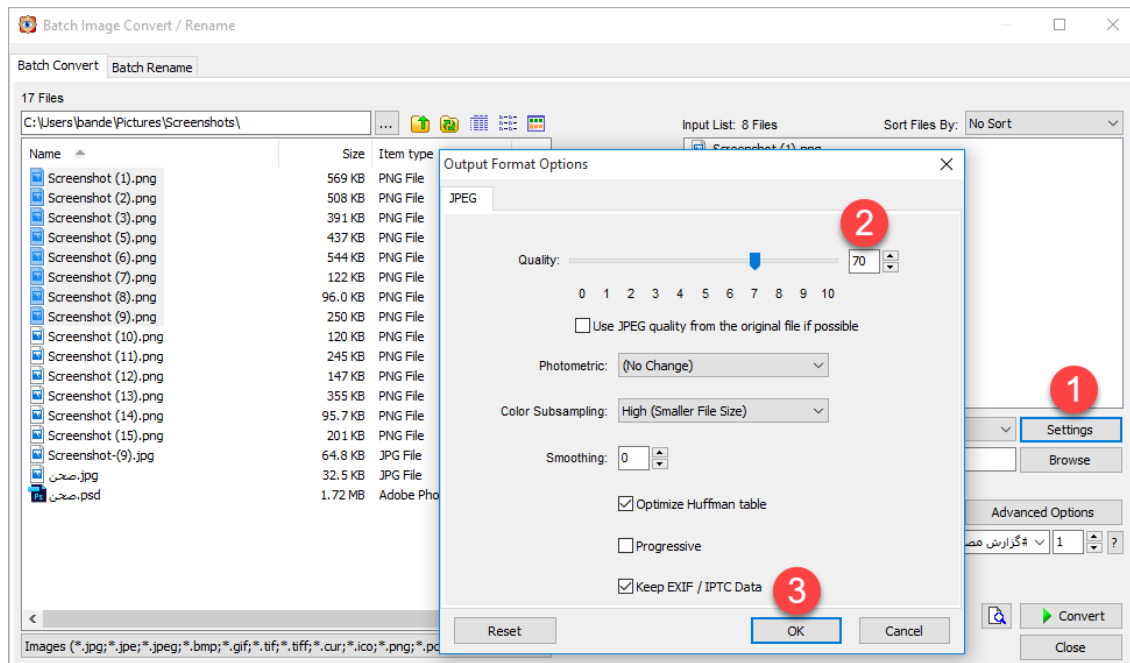 Batch Image Convert / Rename
Batch Convert Batch Rename
17 Files
C:\Users\bande\Pictures\Screenshots\ ...
Input List: 8 Files Sort Files By: No Sort
Name Size Item type
Screenshot (1).png 569 KB PNG File
Screenshot (2).png 508 KB PNG File
Screenshot (3).png 391 KB PNG File
Screenshot (5).png 437 KB PNG File
Screenshot (6).png 544 KB PNG File
Screenshot (7).png 122 KB PNG File
Screenshot (8).png 96.0 KB PNG File
Screenshot (9).png 250 KB PNG File
Screenshot (10).png 120 KB PNG File
Screenshot (11).png 245 KB PNG File
Screenshot (12).png 147 KB PNG File
Screenshot (13).png 355 KB PNG File
Screenshot (14).png 95.7 KB PNG File
Screenshot (15).png 201 KB PNG File
Screenshot-(9).jpg 64.8 KB JPG File
صحن.jpg 32.5 KB JPG File
صحن.psd 1.72 MB Adobe Pho
Images (*.jpg;*.jpe;*.jpeg;*.bmp;*.gif;*.tif;*.tiff;*.cur;*.ico;*.png;*.pc
Screenshot (1).png
Output Format Options
JPEG
2
Quality: 70
0 1 2 3 4 5 6 7 8 9 10
Use JPEG quality from the original file if possible
Photometric: (No Change)
Color Subsampling: High (Smaller File Size)
Smoothing: 0
Optimize Huffman table
Progressive
Keep EXIF / IPTC Data
3
Reset OK Cancel
1
Settings
Browse
Advanced Options
#گزارش مص 1 ?
Convert
Close